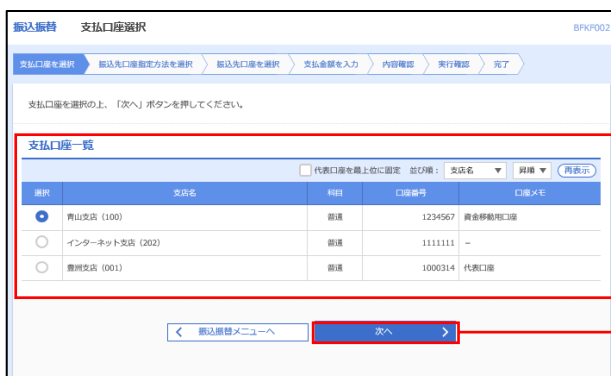 振込振替 支払口座選択 BFKF002
支払口座を選択 振込先口座指定方法を選択 振込先口座を選択 支払金額を入力 内容確認 実行確認 完了
支払口座を選択の上、「次へ」ボタンを押してください。
支払口座一覧
代表口座を最上位に固定 並び順： 支店名 ▼ 昇順 ▼ 再表示
選択 支店名 科目 口座番号 口座メモ
青山支店（100） 普通 1234567 資金移動用口座
インターネット支店（202） 普通 1111111 －
豊洲支店（001） 普通 1000314 代表口座
振込振替メニューへ 次へ